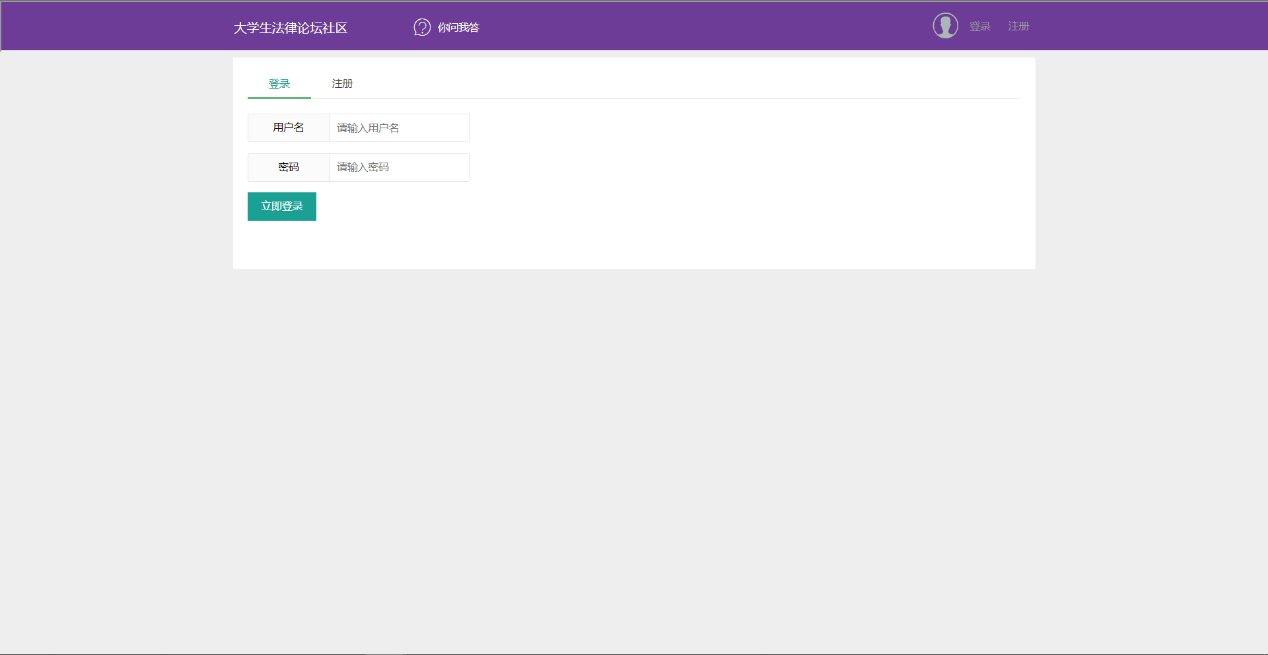 大学生法律论坛社区 你问我答 登录 注册
登录 注册
用户名 请输入用户名
密码 请输入密码
立即登录